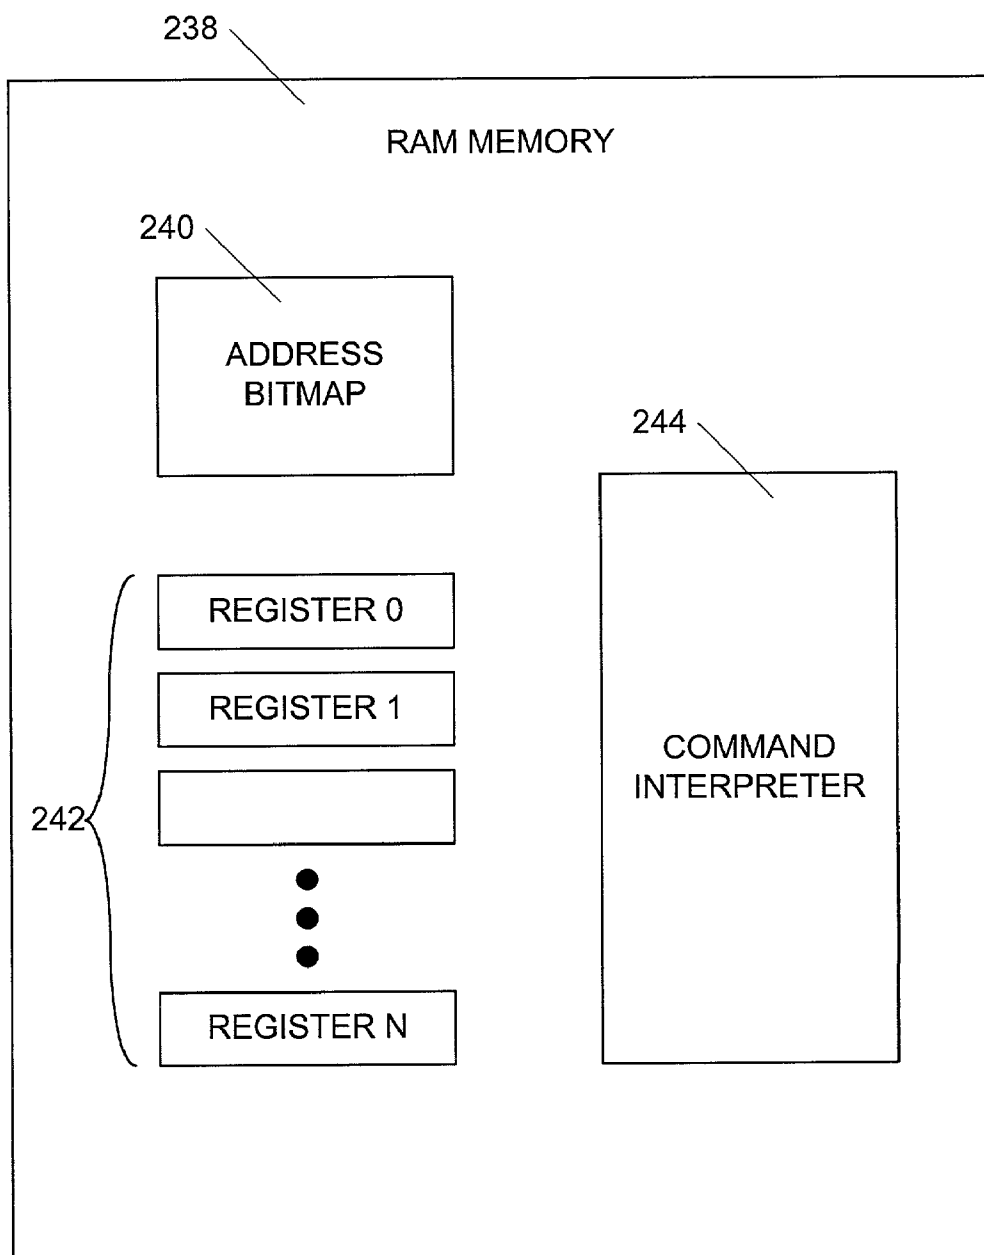 238
RAM MEMORY
240
ADDRESS
BITMAP
244
REGISTER 0
REGISTER 1
COMMAND
INTERPRETER
242
REGISTER N